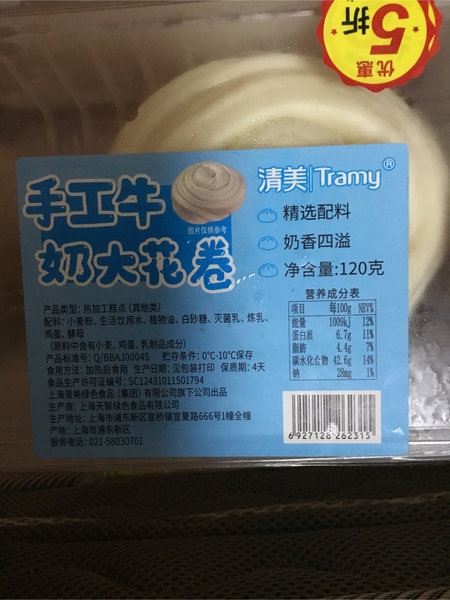 优惠
5折
手工牛
奶大花卷
图片仅供参考
清美 Tramy®
精选配料
奶香四溢
净含量:120克
产品类型: 热加工糕点 (其他类)
配料: 小麦粉、生活饮用水、植物油、白砂糖、灭菌乳、炼乳、
鸡蛋、酵母
(原料中含有小麦、鸡蛋、乳制品成分)
产品标准号: Q/BBAJ0004S 贮存条件: 0°C-10°C保存
食用方法: 加热后食用 生产日期: 见包装打印 保质期: 4天
食品生产许可证编号: SC12431011501794
上海清美绿色食品 (集团) 有限公司旗下公司出品
生产商: 上海天智绿色食品有限公司
生产地址: 上海市浦东新区宣桥镇宣夏路666号1幢全幢
产地: 上海市浦东新区
服务电话: 021-58030701
营养成分表
项目 每100g NRV%
能量 1009kJ 12%
蛋白质 6.7g 11%
脂肪 4.4g 7%
碳水化合物 42.6g 14%
钠 28mg 1%
6 927128 262315